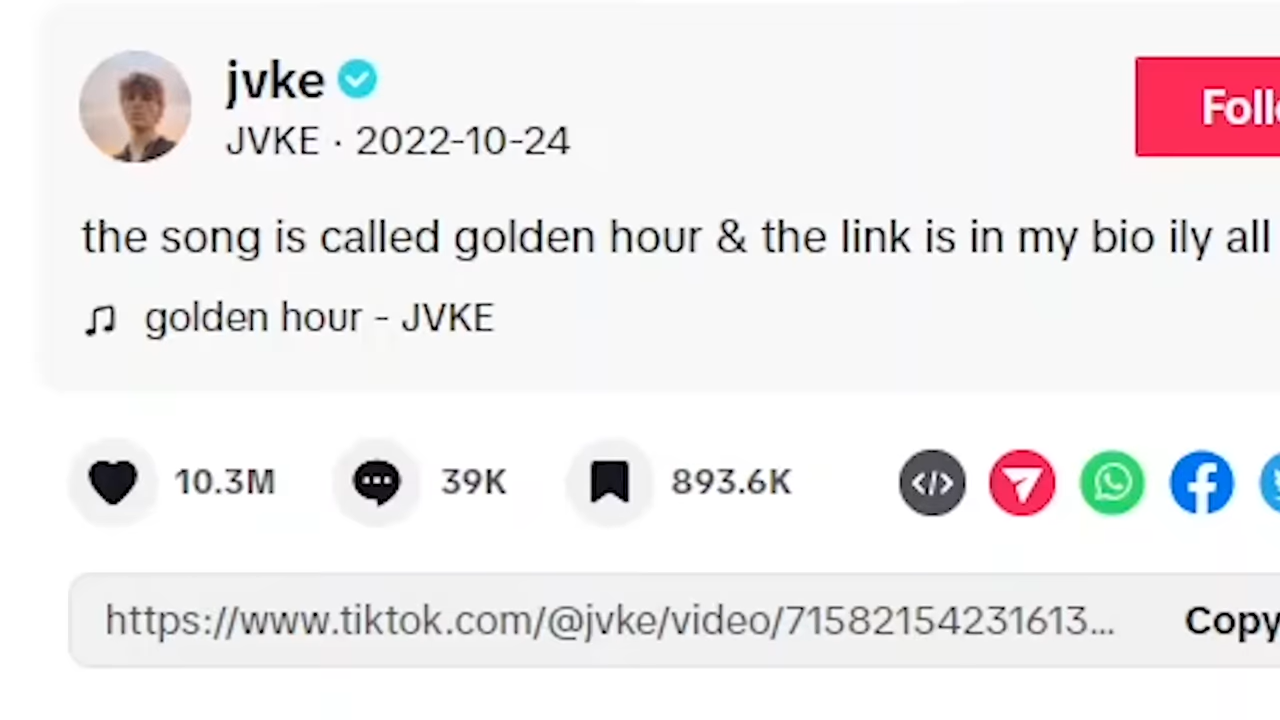 jvke
JVKE · 2022-10-24
the song is called golden hour & the link is in my bio ily all
golden hour - JVKE
10.3M 39K 893.6K
https://www.tiktok.com/@jvke/video/71582154231613...
Copy